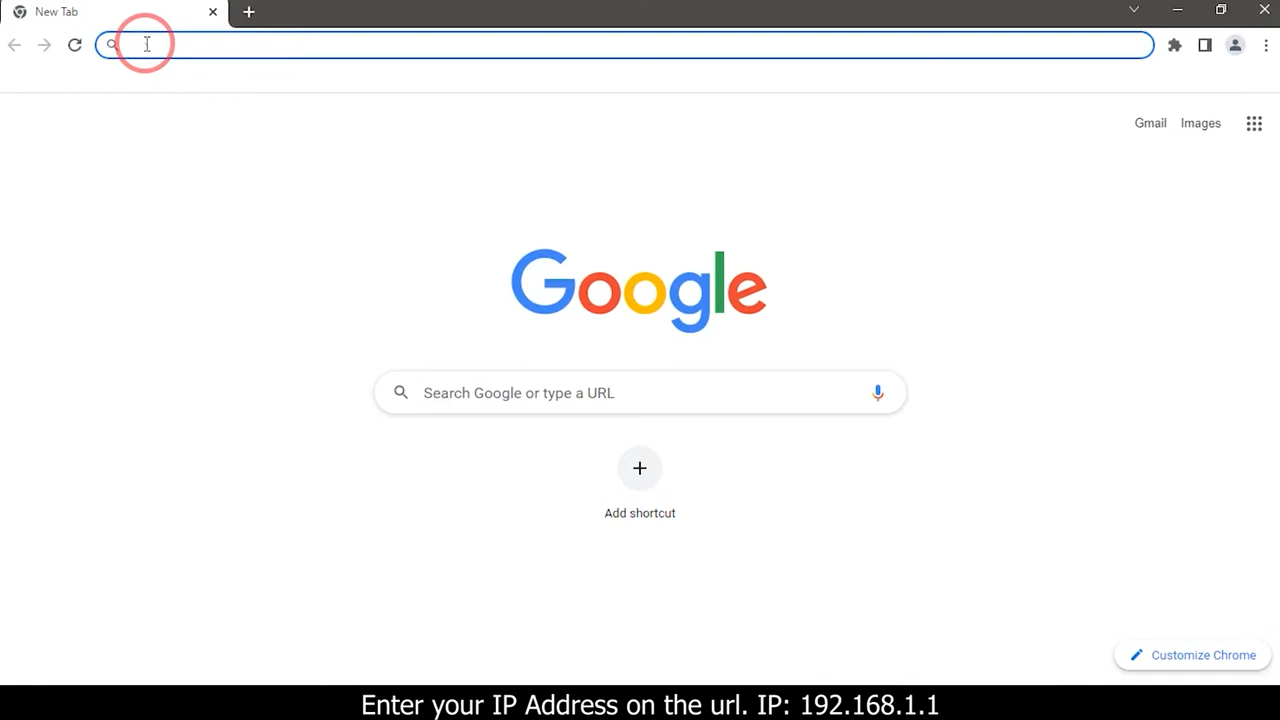 New Tab
Gmail Images
Google
Search Google or type a URL
Add shortcut
Customize Chrome
Enter your IP Address on the url. IP: 192.168.1.1